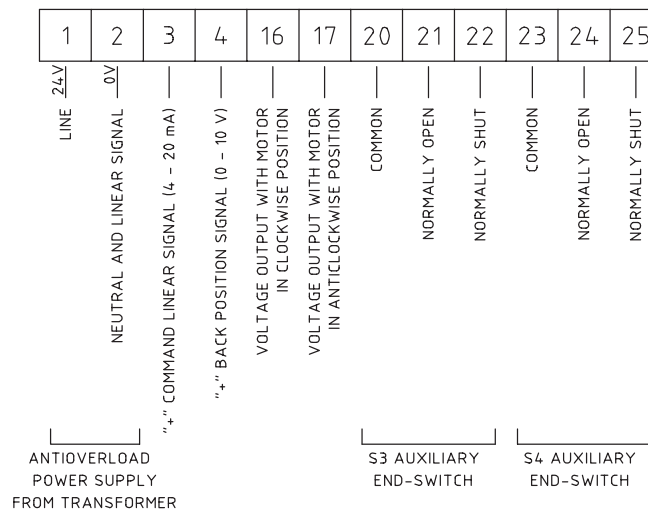 1 2 3 4 16 17 20 21 22 23 24 25
24V
LINE
0V
NEUTRAL AND LINEAR SIGNAL
"+" COMMAND LINEAR SIGNAL (4 - 20 mA)
"+" BACK POSITION SIGNAL (0 - 10 V)
VOLTAGE OUTPUT WITH MOTOR
IN CLOCKWISE POSITION
VOLTAGE OUTPUT WITH MOTOR
IN ANTICLOCKWISE POSITION
COMMON
NORMALLY OPEN
NORMALLY SHUT
COMMON
NORMALLY OPEN
NORMALLY SHUT
ANTIOVERLOAD
POWER SUPPLY
FROM TRANSFORMER
S3 AUXILIARY
END-SWITCH
S4 AUXILIARY
END-SWITCH